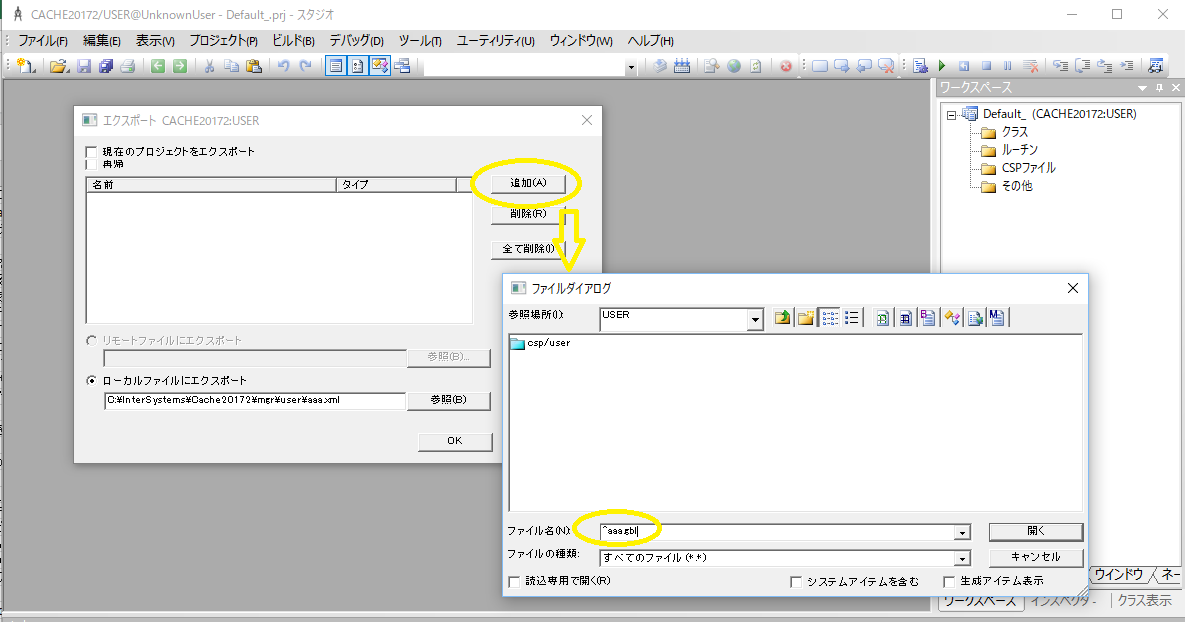 CACHE20172/USER@UnknownUser - Default_.prj - スタジオ
ファイル(F) 編集(E) 表示(V) プロジェクト(P) ビルド(B) デバッグ(D) ツール(T) ユーティリティ(U) ウィンドウ(W) ヘルプ(H)
エクスポート CACHE20172:USER
現在のプロジェクトをエクスポート
再帰
名前 タイプ
追加(A)
削除(R)
全て削除(l)
リモートファイルにエクスポート
参照(B)...
ローカルファイルにエクスポート
C:¥InterSystems¥Cache20172¥mgr¥user¥aaa.xml
参照(B)
OK
ファイルダイアログ
参照場所(I):
USER
csp/user
ファイル名(N):
^aaa.gbl
開く
ファイルの種類:
すべてのファイル (*.*)
キャンセル
読込専用で開く(R)
システムアイテムを含む
生成アイテム表示
ワークスペース
Default_ (CACHE20172:USER)
クラス
ルーチン
CSPファイル
その他
ウインドウ
ネー
ワークスペース
インスペクター
クラス表示